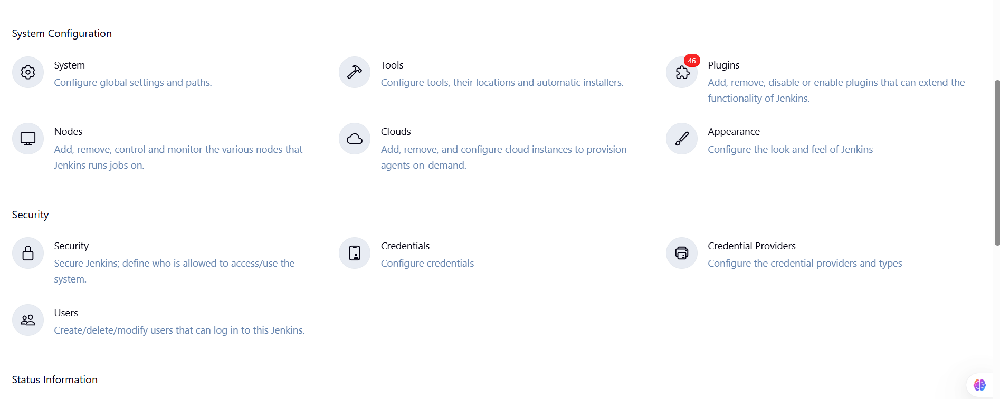 System Configuration
System
Configure global settings and paths.
Tools
Configure tools, their locations and automatic installers.
46
Plugins
Add, remove, disable or enable plugins that can extend the
functionality of Jenkins.
Nodes
Add, remove, control and monitor the various nodes that
Jenkins runs jobs on.
Clouds
Add, remove, and configure cloud instances to provision
agents on-demand.
Appearance
Configure the look and feel of Jenkins
Security
Security
Secure Jenkins; define who is allowed to access/use the
system.
Credentials
Configure credentials
Credential Providers
Configure the credential providers and types
Users
Create/delete/modify users that can log in to this Jenkins.
Status Information